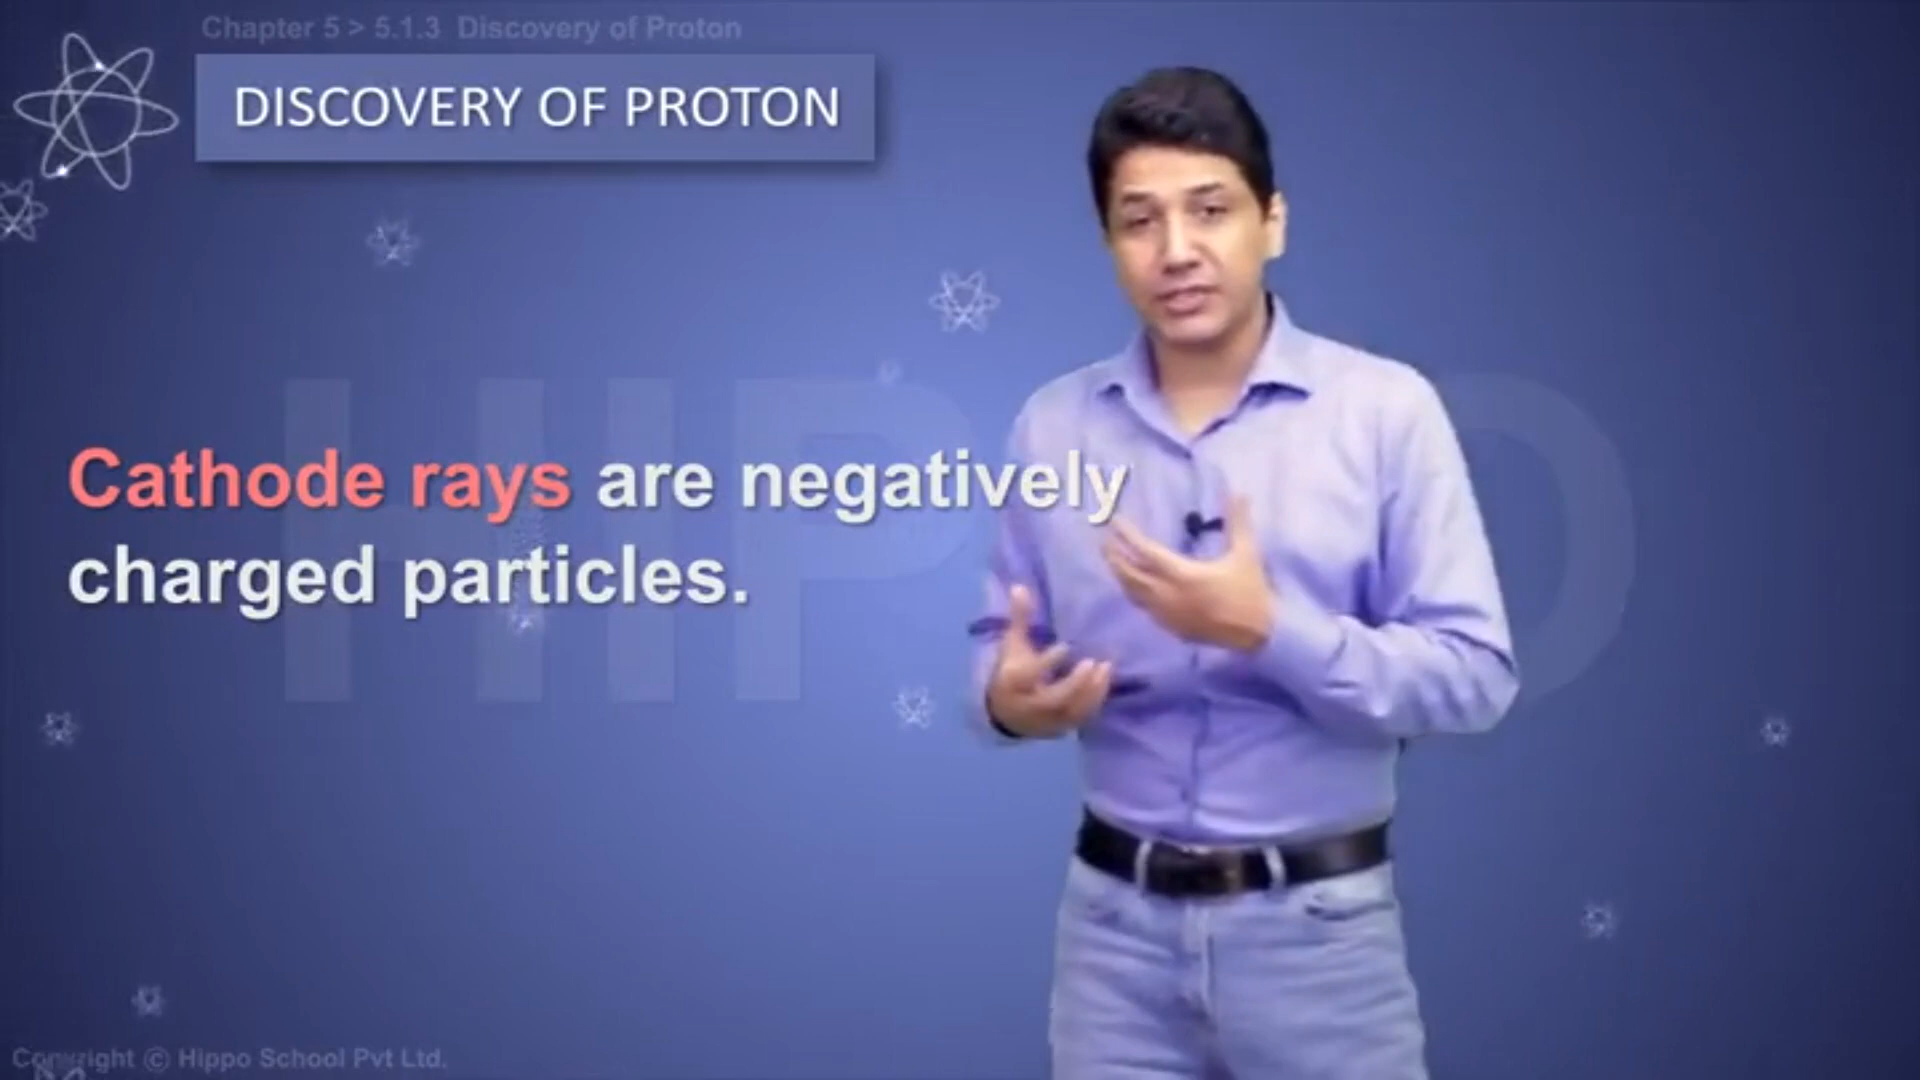 Chapter 5 > 5.1.3 Discovery of Proton
DISCOVERY OF PROTON
HIPPO
Cathode rays are negatively
charged particles.
Copyright © Hippo School Pvt Ltd.